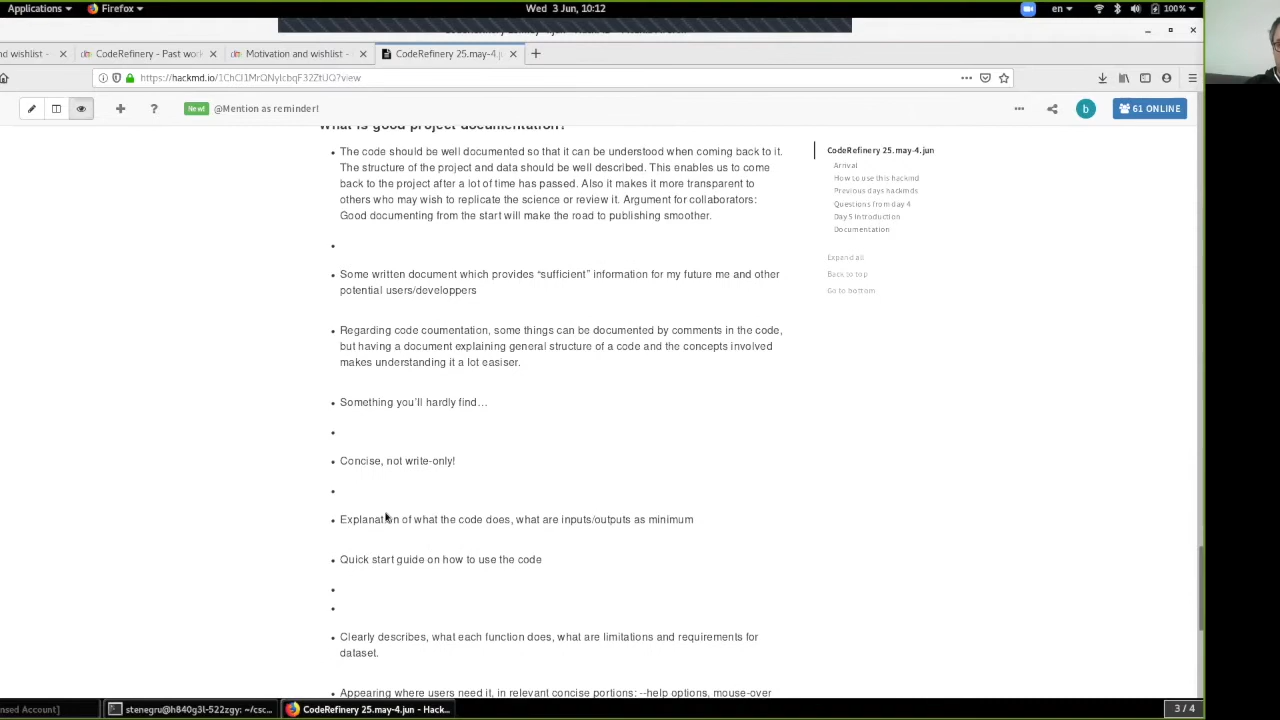 Applications Firefox Wed 3 Jun, 10:12 en 100%
nd wishlist - CodeRefinery - Past wor Motivation and wishlist - CodeRefinery 25.may-4.j
https://hackmd.io/1ChCJ1MrQNylcbqF32ZtUQ?view
New! @Mention as reminder! b 61 ONLINE
What is good project documentation?
The code should be well documented so that it can be understood when coming back to it.
The structure of the project and data should be well described. This enables us to come
back to the project after a lot of time has passed. Also it makes it more transparent to
others who may wish to replicate the science or review it. Argument for collaborators:
Good documenting from the start will make the road to publishing smoother.
Some written document which provides “sufficient” information for my future me and other
potential users/developpers
Regarding code coumentation, some things can be documented by comments in the code,
but having a document explaining general structure of a code and the concepts involved
makes understanding it a lot easiser.
Something you’ll hardly find…
Concise, not write-only!
Explanation of what the code does, what are inputs/outputs as minimum
Quick start guide on how to use the code
Clearly describes, what each function does, what are limitations and requirements for
dataset.
Appearing where users need it, in relevant concise portions: --help options, mouse-over
CodeRefinery 25.may-4.jun
Arrival
How to use this hackmd
Previous days hackmds
Questions from day 4
Day 5 introduction
Documentation
Expand all
Back to top
Go to bottom
nsed Account] stenegru@h840g3l-522zgy: ~/csc... CodeRefinery 25.may-4.jun - Hack... 3 / 4